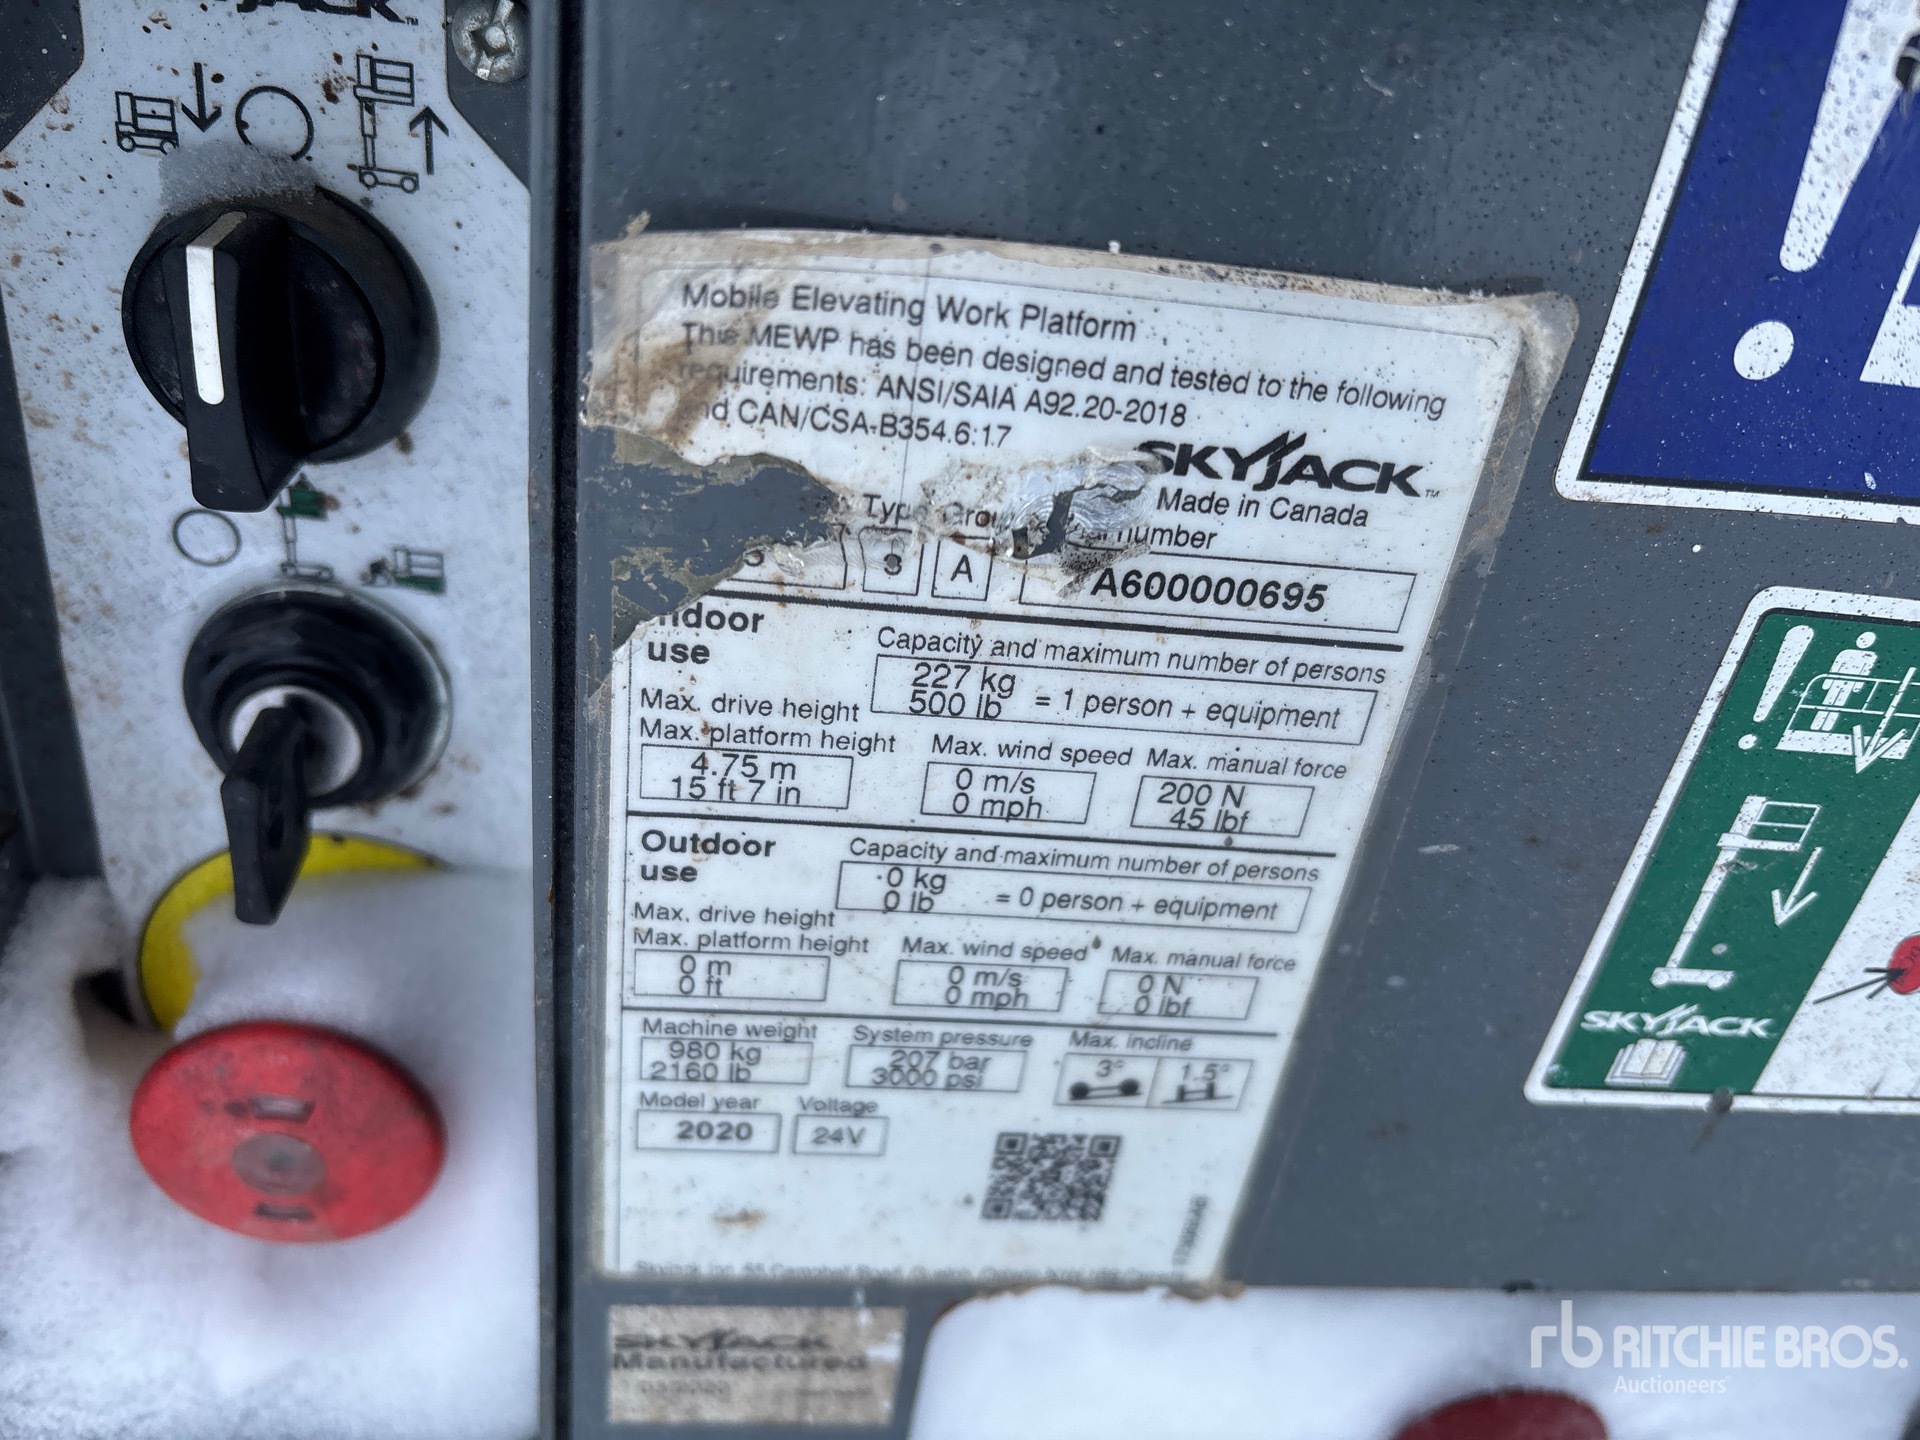 Mobile Elevating Work Platform
This MEWP has been designed and tested to the following
requirements: ANSI/SAIA A92.20-2018
and CAN/CSA-B354.6:17
SKYJACK™
Made in Canada
Type
number
3
A
A600000695
Indoor
use
Capacity and maximum number of persons
227 kg
500 lb
= 1 person + equipment
Max. drive height
Max. platform height
4.75 m
15 ft 7 in
Max. wind speed
0 m/s
0 mph
Max. manual force
200 N
45 lbf
Outdoor
use
Capacity and maximum number of persons
0 kg
0 lb
= 0 person + equipment
Max. drive height
Max. platform height
0 m
0 ft
Max. wind speed
0 m/s
0 mph
Max. manual force
0 N
0 lbf
Machine weight
980 kg
2160 lb
System pressure
207 bar
3000 psi
Max. incline
3°
1.5°
Model year
2020
Voltage
24V
SKYJACK
Manufactured
SKYJACK
rb RITCHIE BROS.
Auctioneers